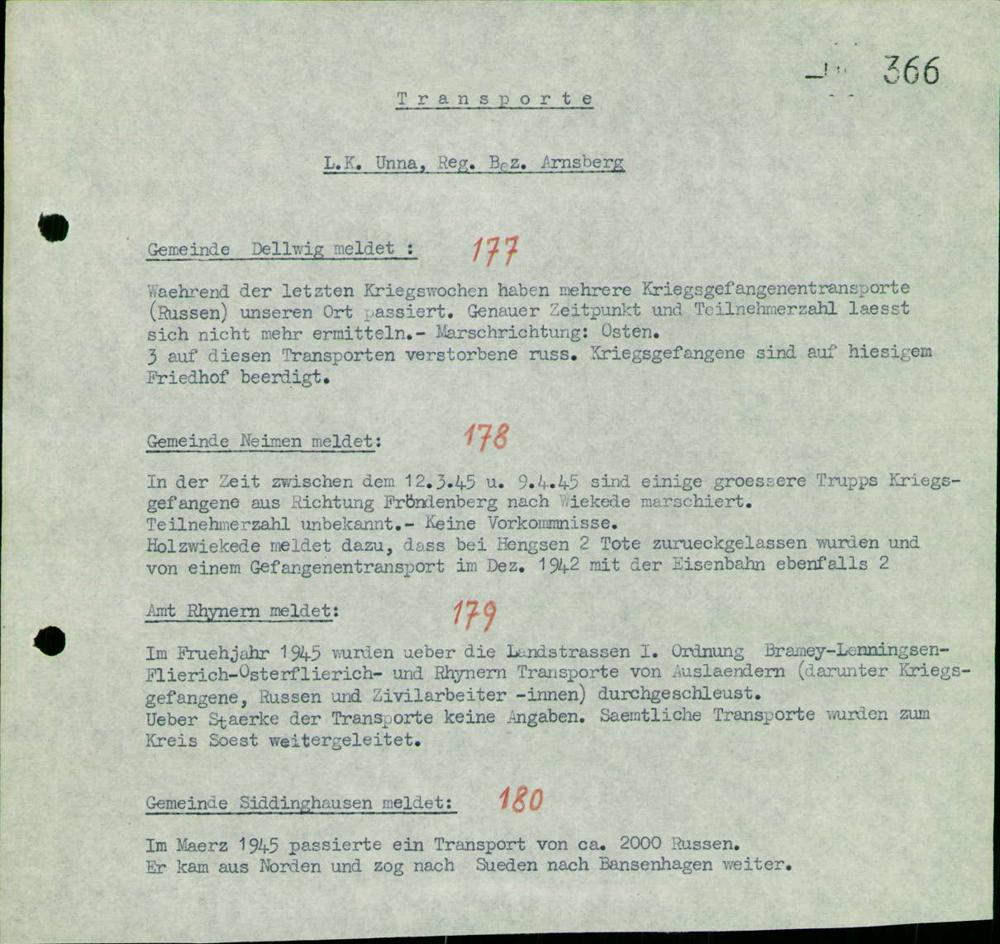 366
Transporte
L.K. Unna, Reg. Bez. Arnsberg
Gemeinde Dellwig meldet : 177
Waehrend der letzten Kriegswochen haben mehrere Kriegsgefangenentransporte
(Russen) unseren Ort passiert. Genauer Zeitpunkt und Teilnehmerzahl laesst
sich nicht mehr ermitteln.- Marschrichtung: Osten.
3 auf diesen Transporten verstorbene russ. Kriegsgefangene sind auf hiesigem
Friedhof beerdigt.
Gemeinde Neimen meldet: 178
In der Zeit zwischen dem 12.3.45 u. 9.4.45 sind einige groessere Trupps Kriegs-
gefangene aus Richtung Fröndenberg nach Wiekede marschiert.
Teilnehmerzahl unbekannt.- Keine Vorkommnisse.
Holzwiekede meldet dazu, dass bei Hengsen 2 Tote zurueckgelassen wurden und
von einem Gefangenentransport im Dez. 1942 mit der Eisenbahn ebenfalls 2
Amt Rhynern meldet: 179
Im Fruehjahr 1945 wurden ueber die Landstrassen I. Ordnung Bramey-Lenningsen-
Flierich-Osterflierich- und Rhynern Transporte von Auslaendern (darunter Kriegs-
gefangene, Russen und Zivilarbeiter -innen) durchgeschleust.
Ueber Staerke der Transporte keine Angaben. Saemtliche Transporte wurden zum
Kreis Soest weitergeleitet.
Gemeinde Siddinghausen meldet: 180
Im Maerz 1945 passierte ein Transport von ca. 2000 Russen.
Er kam aus Norden und zog nach Sueden nach Bansenhagen weiter.